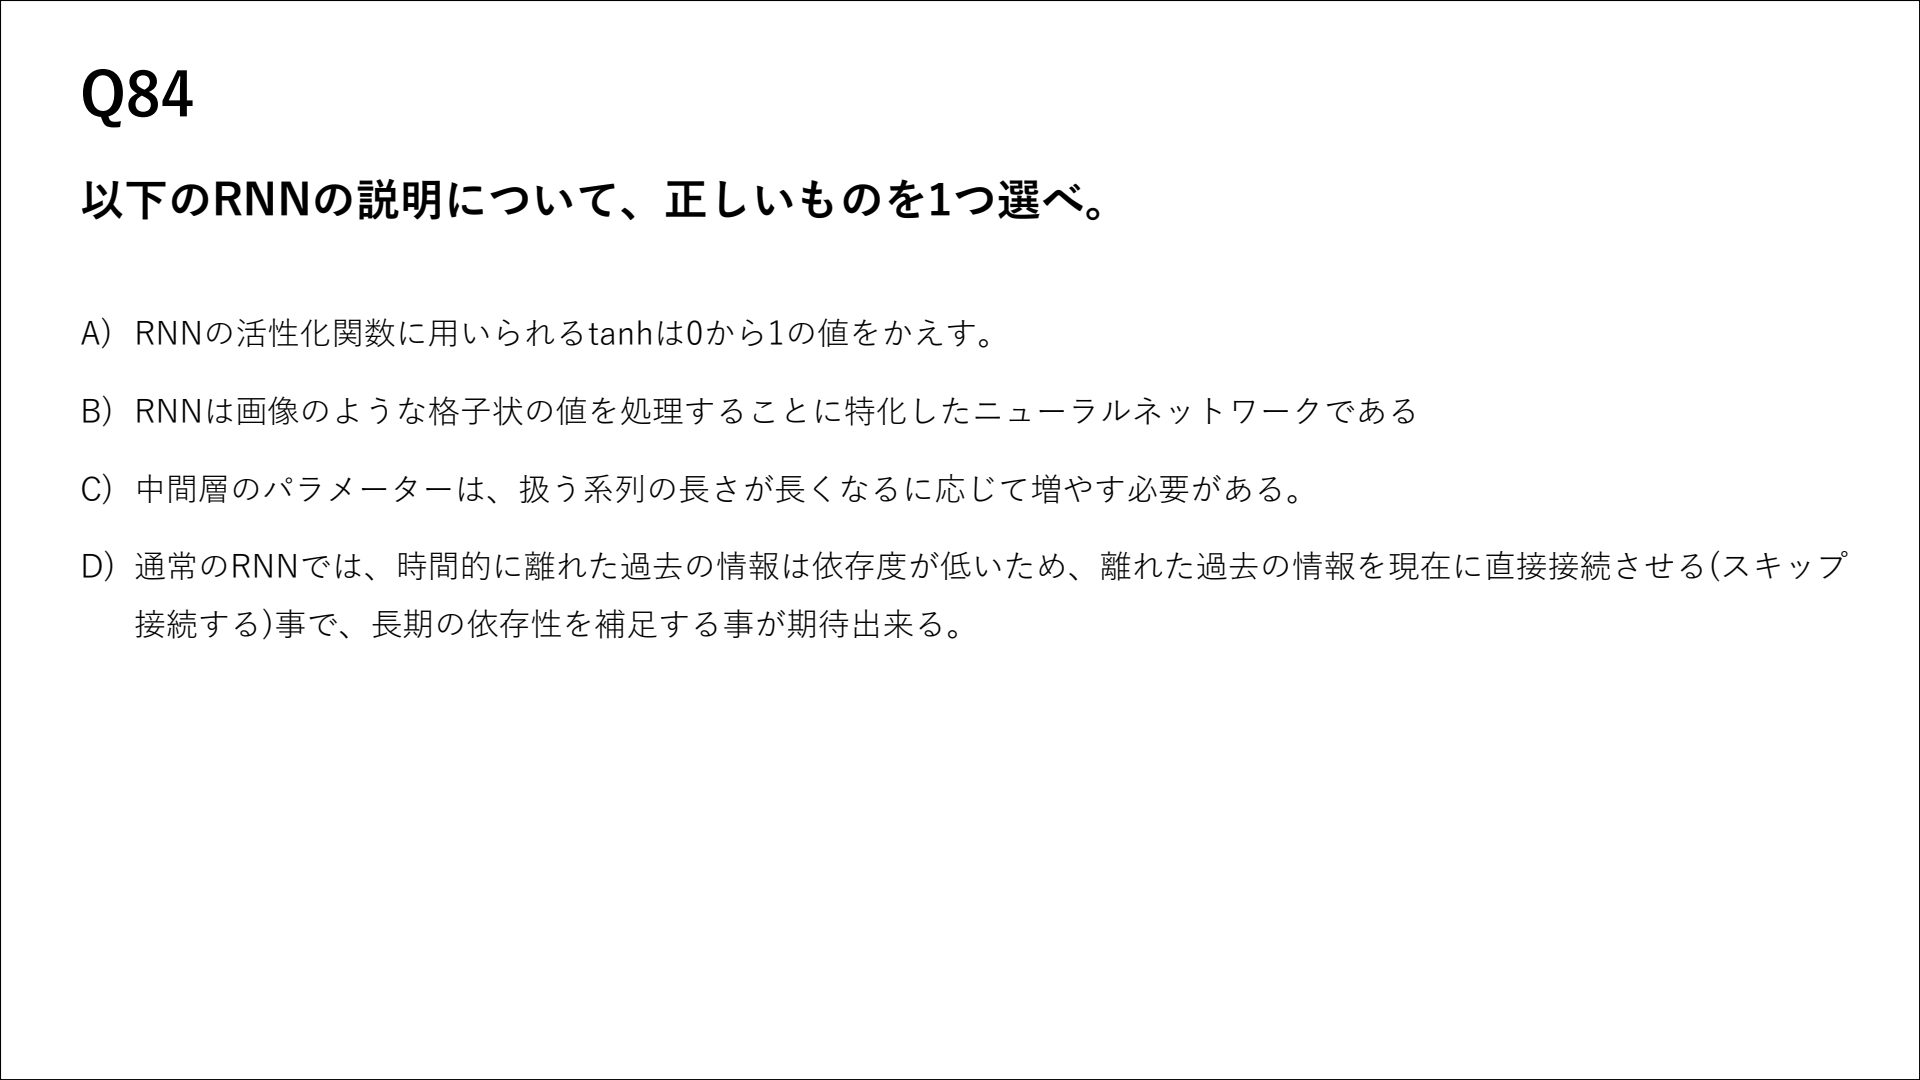 Q84
以下のRNNの説明について、正しいものを1つ選べ。
A) RNNの活性化関数に用いられるtanhは0から1の値をかえす。
B) RNNは画像のような格子状の値を処理することに特化したニューラルネットワークである
C) 中間層のパラメーターは、扱う系列の長さが長くなるに応じて増やす必要がある。
D) 通常のRNNでは、時間的に離れた過去の情報は依存度が低いため、離れた過去の情報を現在に直接接続させる(スキップ
接続する)事で、長期の依存性を補足する事が期待出来る。